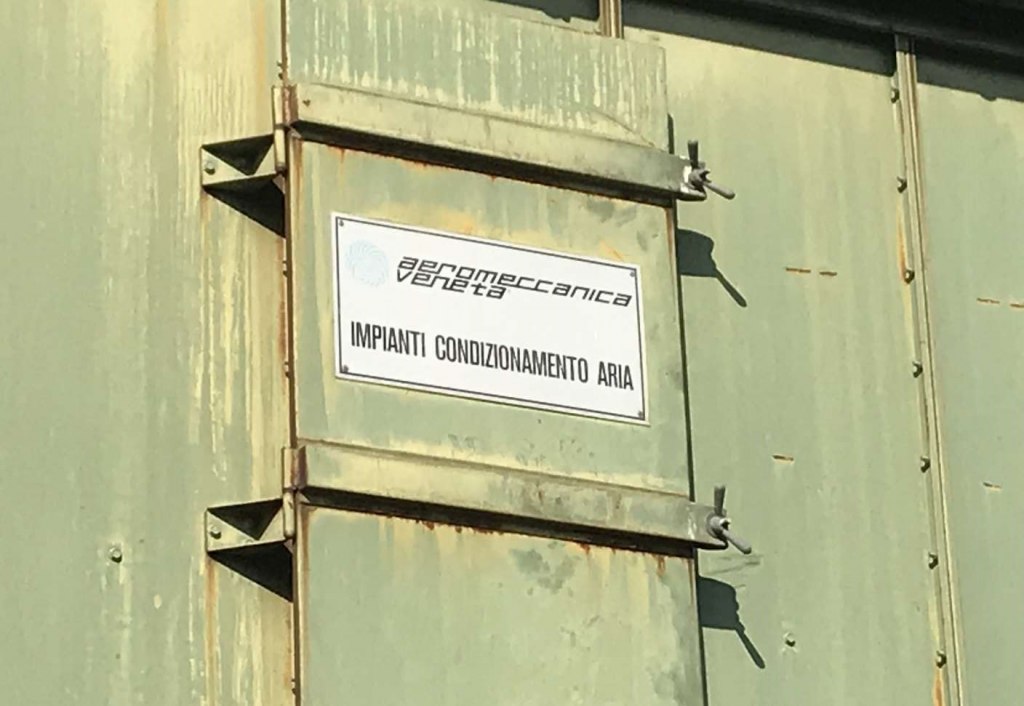 aeromeccanica
veneta
IMPIANTI CONDIZIONAMENTO ARIA